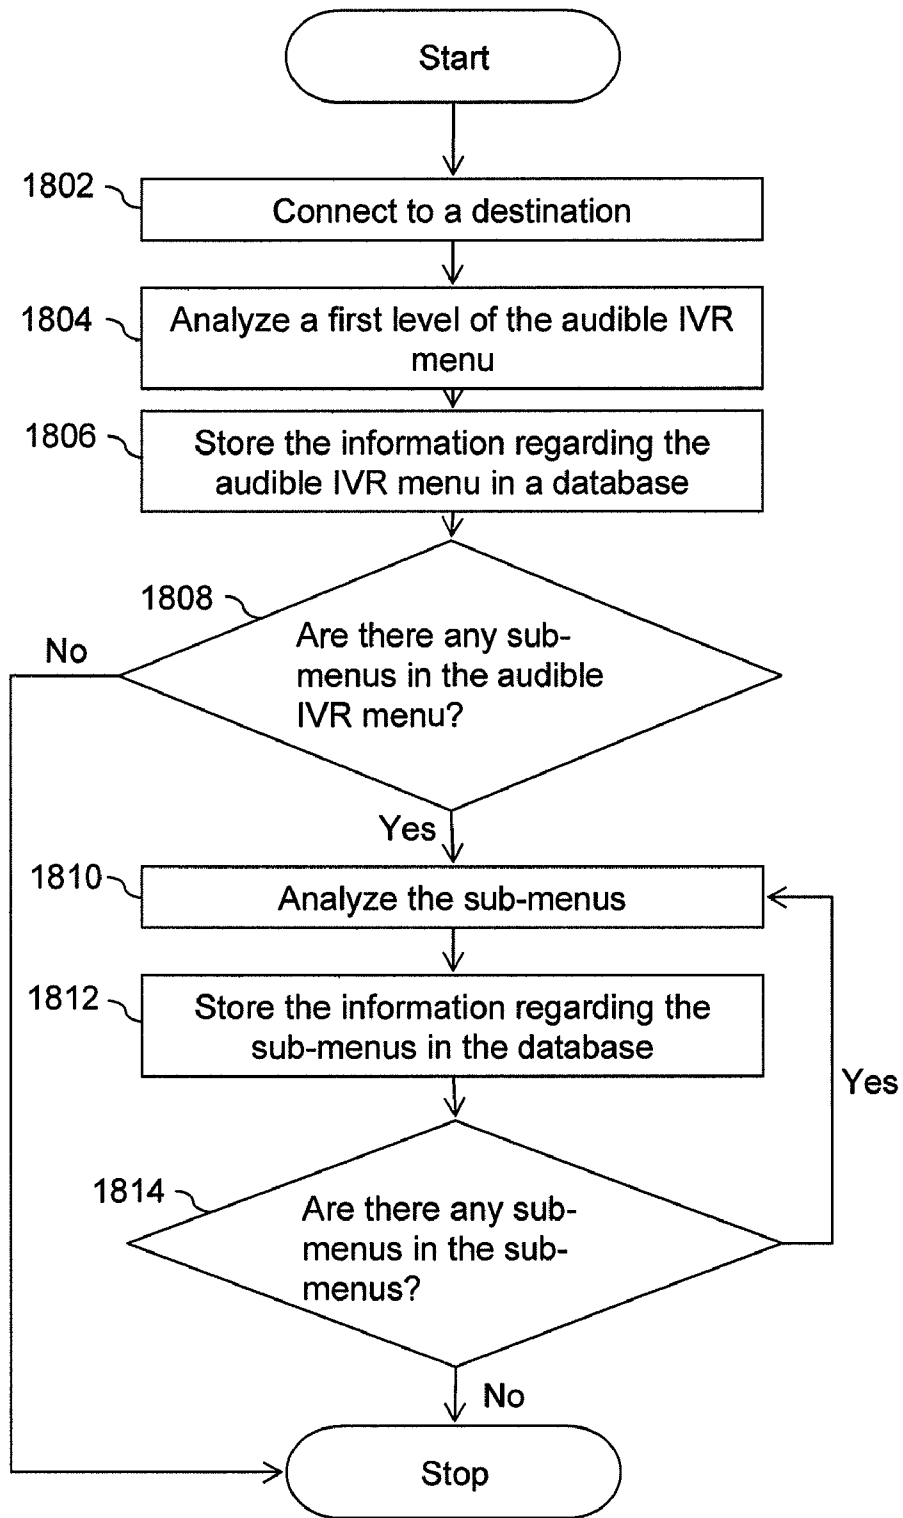 Start
1802
Connect to a destination
1804
Analyze a first level of the audible IVR
menu
1806
Store the information regarding the
audible IVR menu in a database
1808
No
Are there any sub-
menus in the audible
IVR menu?
Yes
1810
Analyze the sub-menus
1812
Store the information regarding the
sub-menus in the database
Yes
1814
Are there any sub-
menus in the sub-
menus?
No
Stop